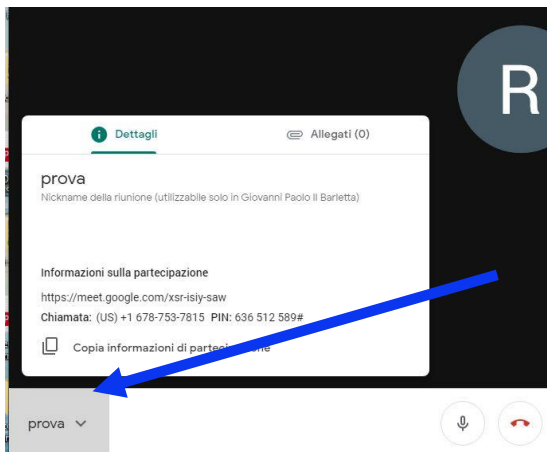 R
Dettagli
Allegati (0)
prova
Nickname della riunione (utilizzabile solo in Giovanni Paolo II Barletta)
Informazioni sulla partecipazione
https://meet.google.com/xsr-isiy-saw
Chiamata: (US) +1 678-753-7815 PIN: 636 512 589#
Copia informazioni di partecipazione
prova